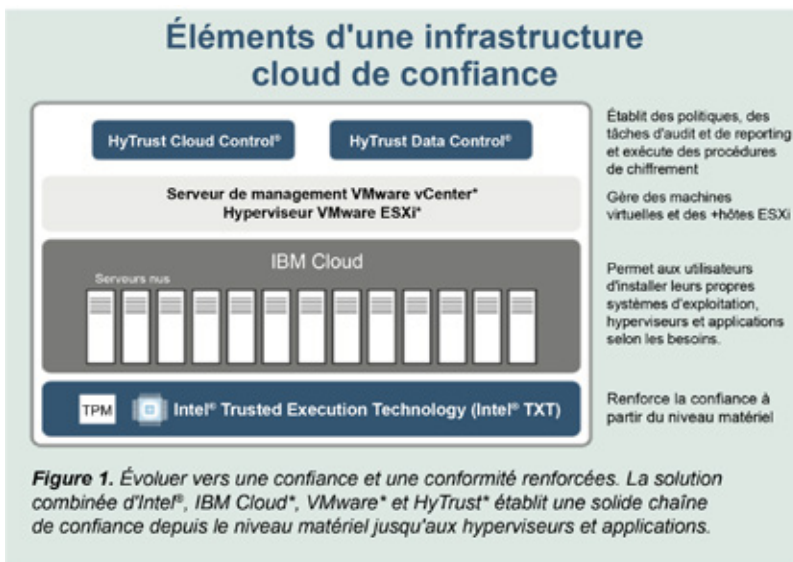 Éléments d'une infrastructure
cloud de confiance
HyTrust Cloud Control®
HyTrust Data Control®
Établit des politiques, des
tâches d'audit et de reporting
et exécute des procédures
de chiffrement
Serveur de management VMware vCenter*
Hyperviseur VMware ESXi*
Gère des machines
virtuelles et des +hôtes ESXi
IBM Cloud
Serveurs nus
Permet aux utilisateurs
d'installer leurs propres
systèmes d'exploitation,
hyperviseurs et applications
selon les besoins.
TPM
Intel® Trusted Execution Technology (Intel® TXT)
Renforce la confiance à
partir du niveau matériel
Figure 1. Évoluer vers une confiance et une conformité renforcées. La solution
combinée d'Intel®, IBM Cloud*, VMware* et HyTrust* établit une solide chaîne
de confiance depuis le niveau matériel jusqu'aux hyperviseurs et applications.